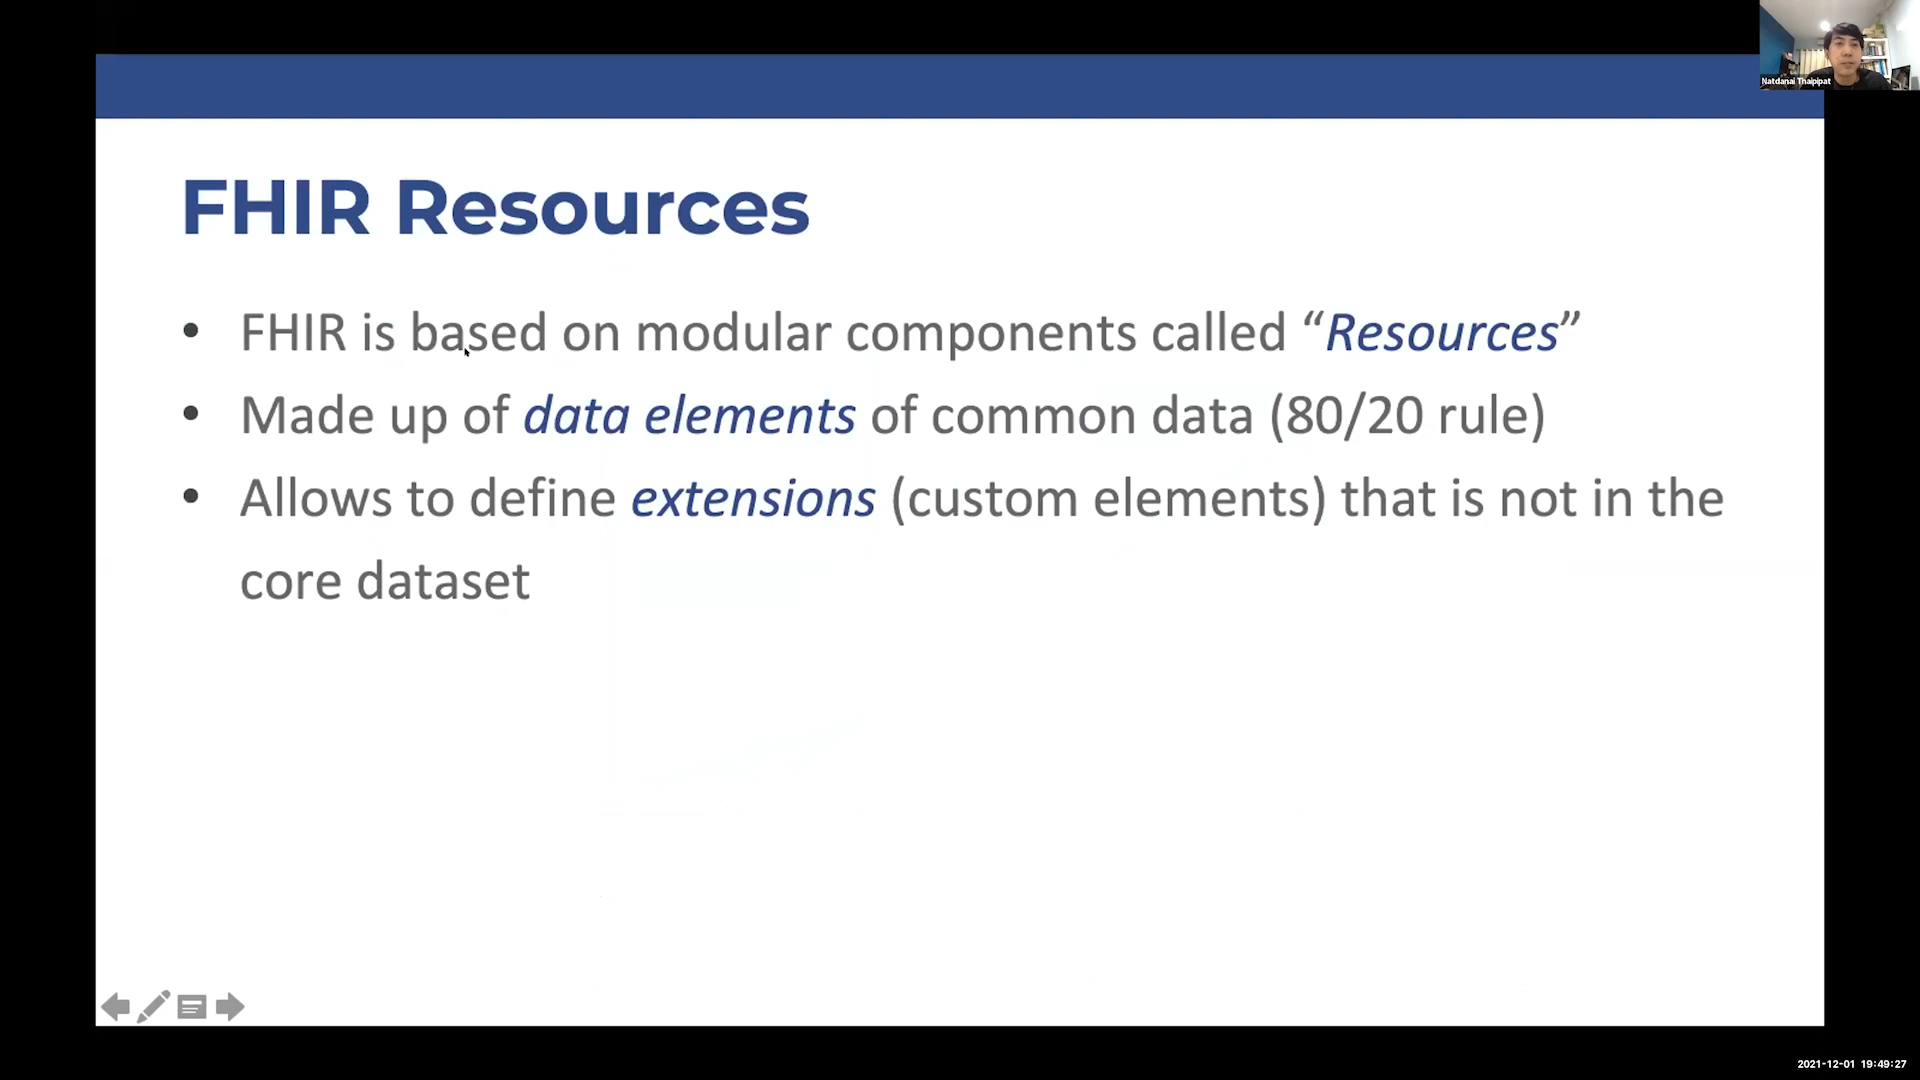 Natdanai Thaipipat
FHIR Resources
• FHIR is based on modular components called “Resources”
• Made up of data elements of common data (80/20 rule)
• Allows to define extensions (custom elements) that is not in the
core dataset
2021-12-01 19:49:27